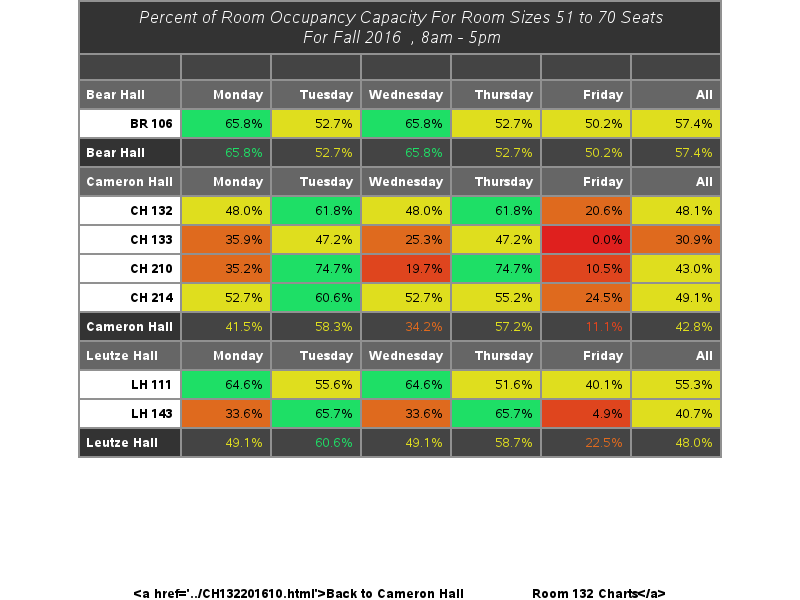 Percent of Room Occupancy Capacity For Room Sizes 51 to 70 Seats
For Fall 2016 , 8am - 5pm
Bear Hall Monday Tuesday Wednesday Thursday Friday All
BR 106 65.8% 52.7% 65.8% 52.7% 50.2% 57.4%
Bear Hall 65.8% 52.7% 65.8% 52.7% 50.2% 57.4%
Cameron Hall Monday Tuesday Wednesday Thursday Friday All
CH 132 48.0% 61.8% 48.0% 61.8% 20.6% 48.1%
CH 133 35.9% 47.2% 25.3% 47.2% 0.0% 30.9%
CH 210 35.2% 74.7% 19.7% 74.7% 10.5% 43.0%
CH 214 52.7% 60.6% 52.7% 55.2% 24.5% 49.1%
Cameron Hall 41.5% 58.3% 34.2% 57.2% 11.1% 42.8%
Leutze Hall Monday Tuesday Wednesday Thursday Friday All
LH 111 64.6% 55.6% 64.6% 51.6% 40.1% 55.3%
LH 143 33.6% 65.7% 33.6% 65.7% 4.9% 40.7%
Leutze Hall 49.1% 60.6% 49.1% 58.7% 22.5% 48.0%
<a href='../CH132201610.html'>Back to Cameron Hall Room 132 Charts</a>